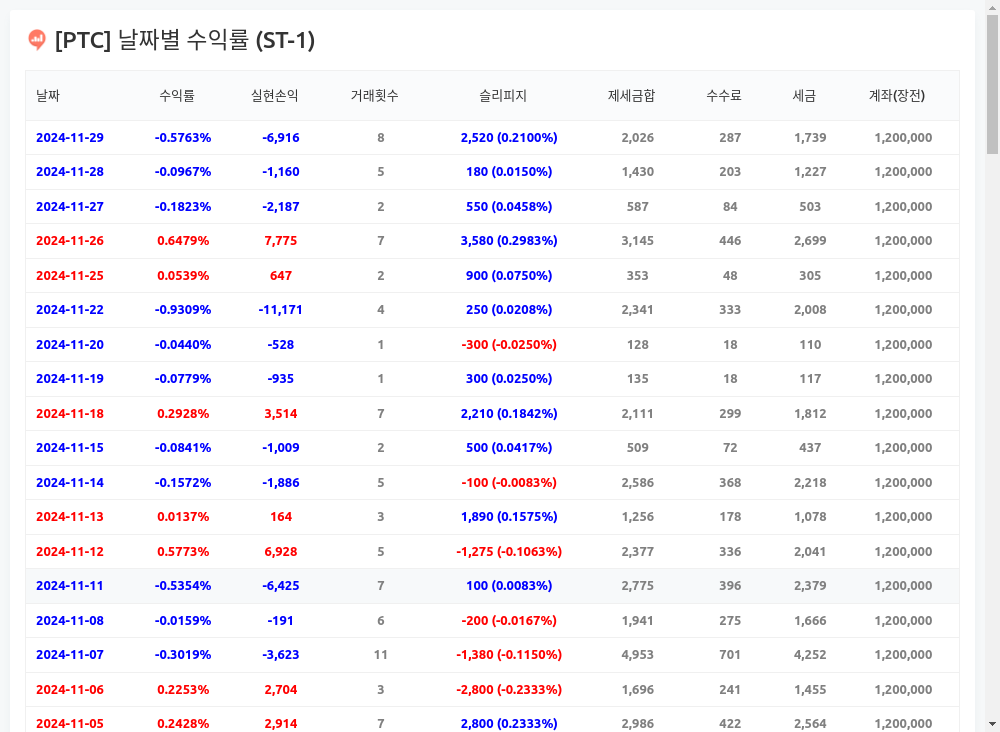 [PTC] 날짜별 수익률 (ST-1)
날짜 수익률 실현손익 거래횟수 슬리피지 제세금합 수수료 세금 계좌(장전)
2024-11-29 -0.5763% -6,916 8 2,520 (0.2100%) 2,026 287 1,739 1,200,000
2024-11-28 -0.0967% -1,160 5 180 (0.0150%) 1,430 203 1,227 1,200,000
2024-11-27 -0.1823% -2,187 2 550 (0.0458%) 587 84 503 1,200,000
2024-11-26 0.6479% 7,775 7 3,580 (0.2983%) 3,145 446 2,699 1,200,000
2024-11-25 0.0539% 647 2 900 (0.0750%) 353 48 305 1,200,000
2024-11-22 -0.9309% -11,171 4 250 (0.0208%) 2,341 333 2,008 1,200,000
2024-11-20 -0.0440% -528 1 -300 (-0.0250%) 128 18 110 1,200,000
2024-11-19 -0.0779% -935 1 300 (0.0250%) 135 18 117 1,200,000
2024-11-18 0.2928% 3,514 7 2,210 (0.1842%) 2,111 299 1,812 1,200,000
2024-11-15 -0.0841% -1,009 2 500 (0.0417%) 509 72 437 1,200,000
2024-11-14 -0.1572% -1,886 5 -100 (-0.0083%) 2,586 368 2,218 1,200,000
2024-11-13 0.0137% 164 3 1,890 (0.1575%) 1,256 178 1,078 1,200,000
2024-11-12 0.5773% 6,928 5 -1,275 (-0.1063%) 2,377 336 2,041 1,200,000
2024-11-11 -0.5354% -6,425 7 100 (0.0083%) 2,775 396 2,379 1,200,000
2024-11-08 -0.0159% -191 6 -200 (-0.0167%) 1,941 275 1,666 1,200,000
2024-11-07 -0.3019% -3,623 11 -1,380 (-0.1150%) 4,953 701 4,252 1,200,000
2024-11-06 0.2253% 2,704 3 -2,800 (-0.2333%) 1,696 241 1,455 1,200,000
2024-11-05 0.2428% 2,914 7 2,800 (0.2333%) 2,986 422 2,564 1,200,000